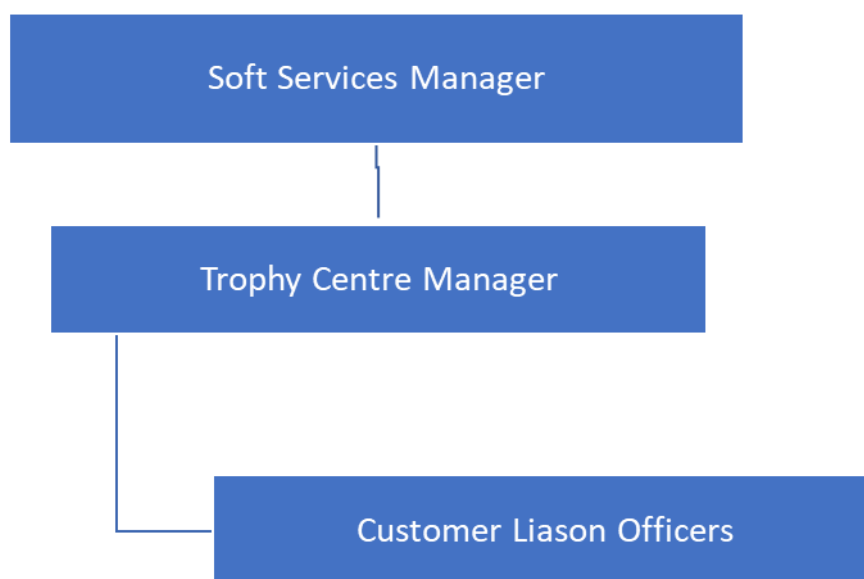 Soft Services Manager
Trophy Centre Manager
Customer Liason Officers